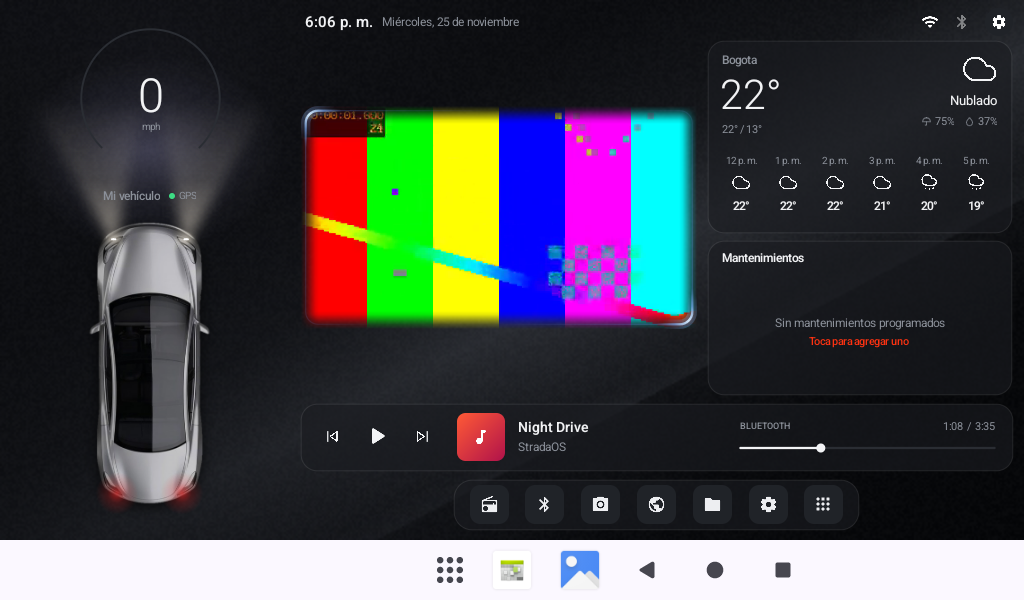 6:06 p. m. Miércoles, 25 de noviembre
0
mph
Mi vehículo GPS
24
Bogota
22°
Nublado
22° / 13°
75% 37%
12 p. m. 1 p. m. 2 p. m. 3 p. m. 4 p. m. 5 p. m.
22° 22° 22° 21° 20° 19°
Mantenimientos
Sin mantenimientos programados
Toca para agregar uno
Night Drive
StradaOS
BLUETOOTH
1:08 / 3:35